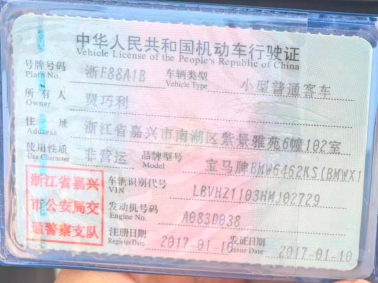 中华人民共和国机动车行驶证
Vehicle License of the People's Republic of China
号牌号码 Plate No. 浙F88A1B 车辆类型 Vehicle Type 小型普通客车
所有人 Owner 贾巧利
住址 Address 浙江省嘉兴市南湖区紫景雅苑6幢102室
使用性质 Use Character 非营运 品牌型号 Model 宝马牌BMW6462KS(BMWX1
浙江省嘉兴 车辆识别代号 VIN LBVHZ1103HMJ02729
市公安局交 发动机号码 Engine No. A083D038
通警察支队 注册日期 Register Date 2017-01-10 发证日期 Issue Date 2017-01-10